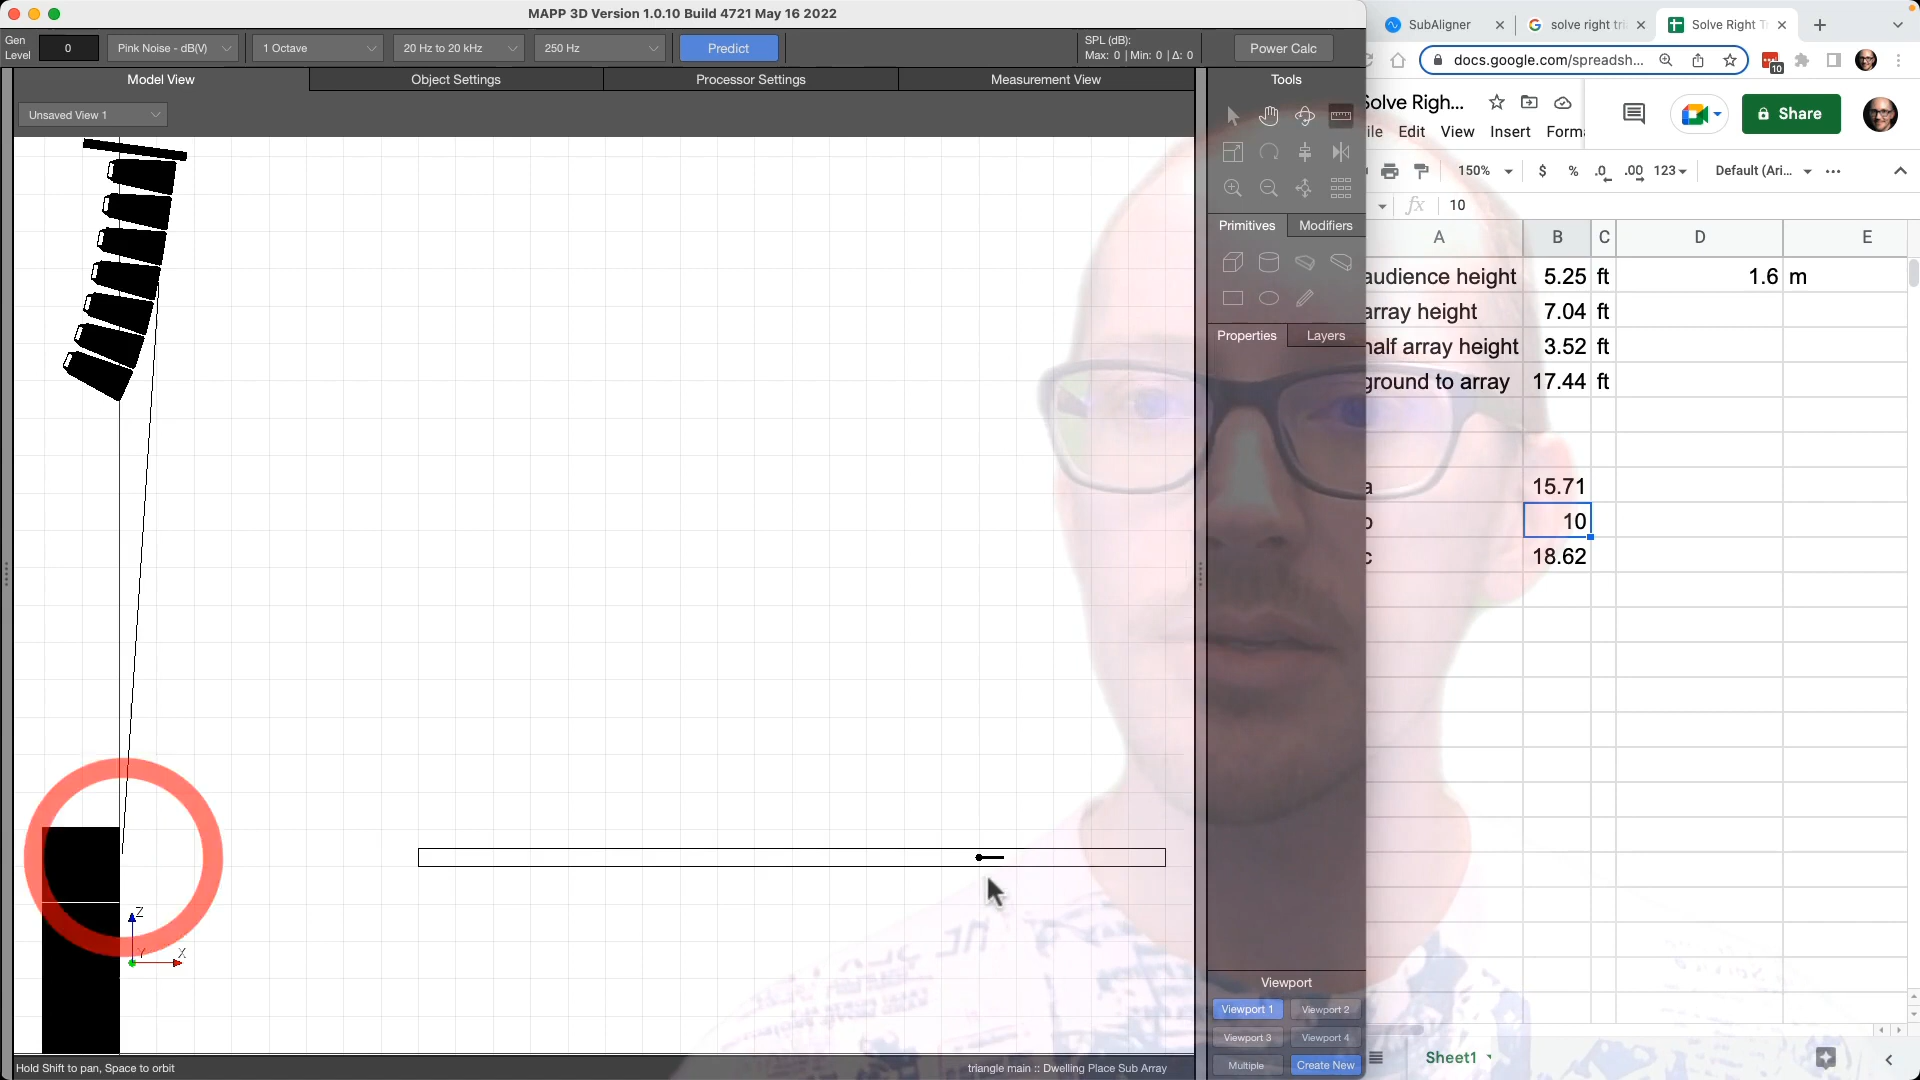 MAPP 3D Version 1.0.10 Build 4721 May 16 2022
Gen Level
0
Pink Noise - dB(V)
1 Octave
20 Hz to 20 kHz
250 Hz
Predict
SPL (dB):
Max: 0 | Min: 0 | Δ: 0
Power Calc
Model View
Object Settings
Processor Settings
Measurement View
Tools
Unsaved View 1
Primitives
Modifiers
Properties
Layers
Z
Y
X
Viewport
Viewport 1
Viewport 2
Viewport 3
Viewport 4
Multiple
Create New
Hold Shift to pan, Space to orbit
triangle main :: Dwelling Place Sub Array
SubAligner
solve right tri
Solve Right T
docs.google.com/spreadsh...
10
Solve Righ...
ile Edit View Insert Forma
Share
150%
$ % .0 .00 123
Default (Ari...
fx 10
A B C D E
audience height 5.25 ft 1.6 m
array height 7.04 ft
half array height 3.52 ft
ground to array 17.44 ft
a 15.71
b 10
c 18.62
Sheet1